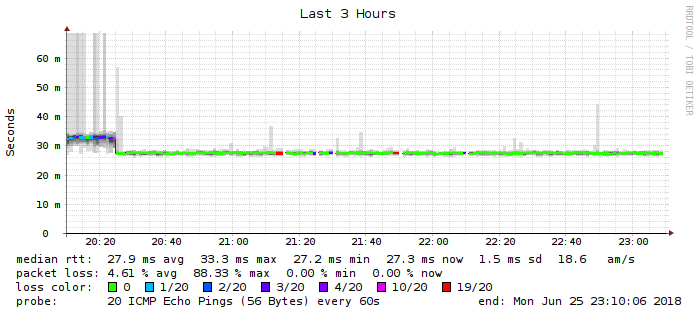 Last 3 Hours
RRDTOOL / TOBI OETIKER
Seconds
60 m
50 m
40 m
30 m
20 m
10 m
0
20:20 20:40 21:00 21:20 21:40 22:00 22:20 22:40 23:00
median rtt: 27.9 ms avg 33.3 ms max 27.2 ms min 27.3 ms now 1.5 ms sd 18.6 am/s
packet loss: 4.61 % avg 88.33 % max 0.00 % min 0.00 % now
loss color: 0 1/20 2/20 3/20 4/20 10/20 19/20
probe: 20 ICMP Echo Pings (56 Bytes) every 60s end: Mon Jun 25 23:10:06 2018